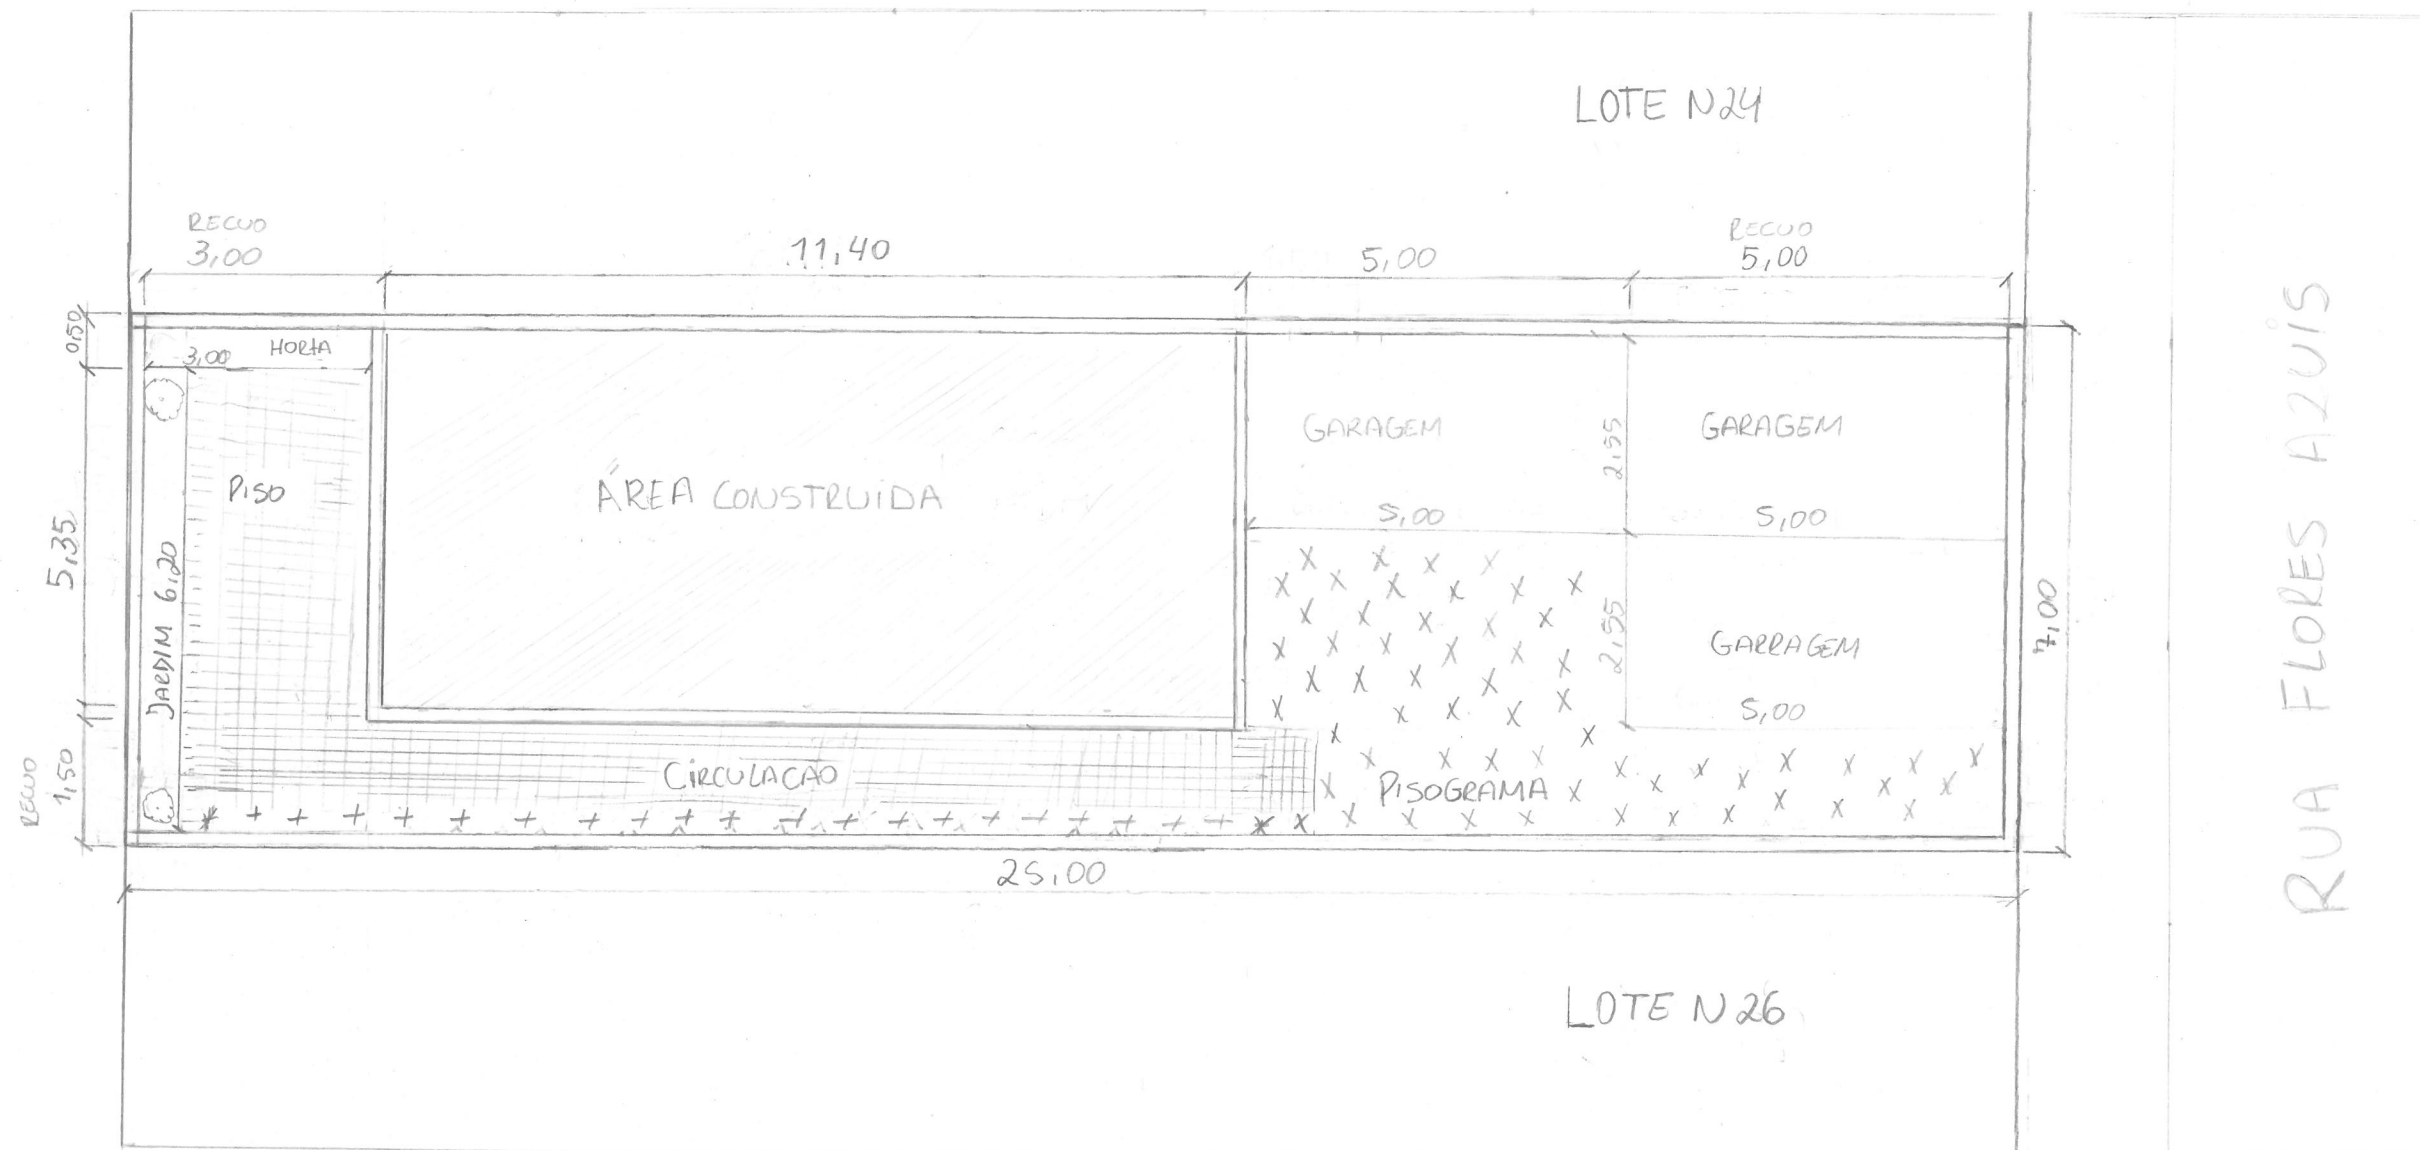 LOTE N24
RECUO
3,00
11,40
5,00
RECUO
5,00
0,50
3,00
HORTA
GARAGEM
2,55
GARAGEM
PISO
ÁREA CONSTRUIDA
5,00
5,00
5,35
JARDIM 6,20
2,55
GARRAGEM
7,00
5,00
RECUO
1,50
CIRCULACAO
PISOGRAMA
25,00
LOTE N26
RUA FLORES AZUIS